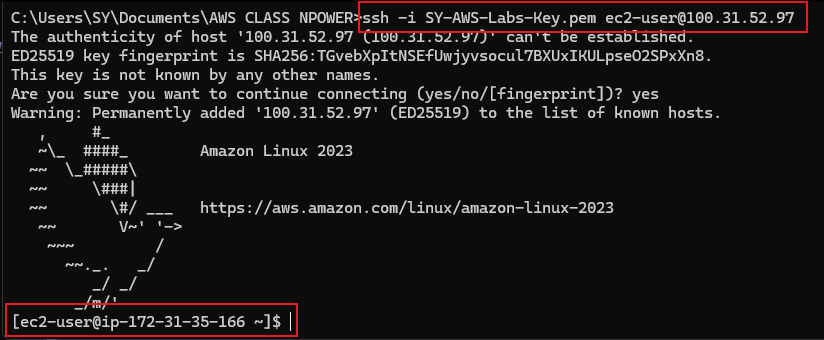 C:\Users\SY\Documents\AWS CLASS NPOWER>ssh -i SY-AWS-Labs-Key.pem ec2-user@100.31.52.97
The authenticity of host '100.31.52.97 (100.31.52.97)' can't be established.
ED25519 key fingerprint is SHA256:TGvebXpItNSEfUwjyvsocul7BXUxIKULpseO2SPxXn8.
This key is not known by any other names.
Are you sure you want to continue connecting (yes/no/[fingerprint])? yes
Warning: Permanently added '100.31.52.97' (ED25519) to the list of known hosts.
   ,     #_
   ~\_  ####_        Amazon Linux 2023
  ~~  \_#####\
  ~~     \###|
  ~~       \#/ ___   https://aws.amazon.com/linux/amazon-linux-2023
   ~~       V~' '->
    ~~~         /
      ~~._.   _/
         _/ _/
       _/m/'
[ec2-user@ip-172-31-35-166 ~]$